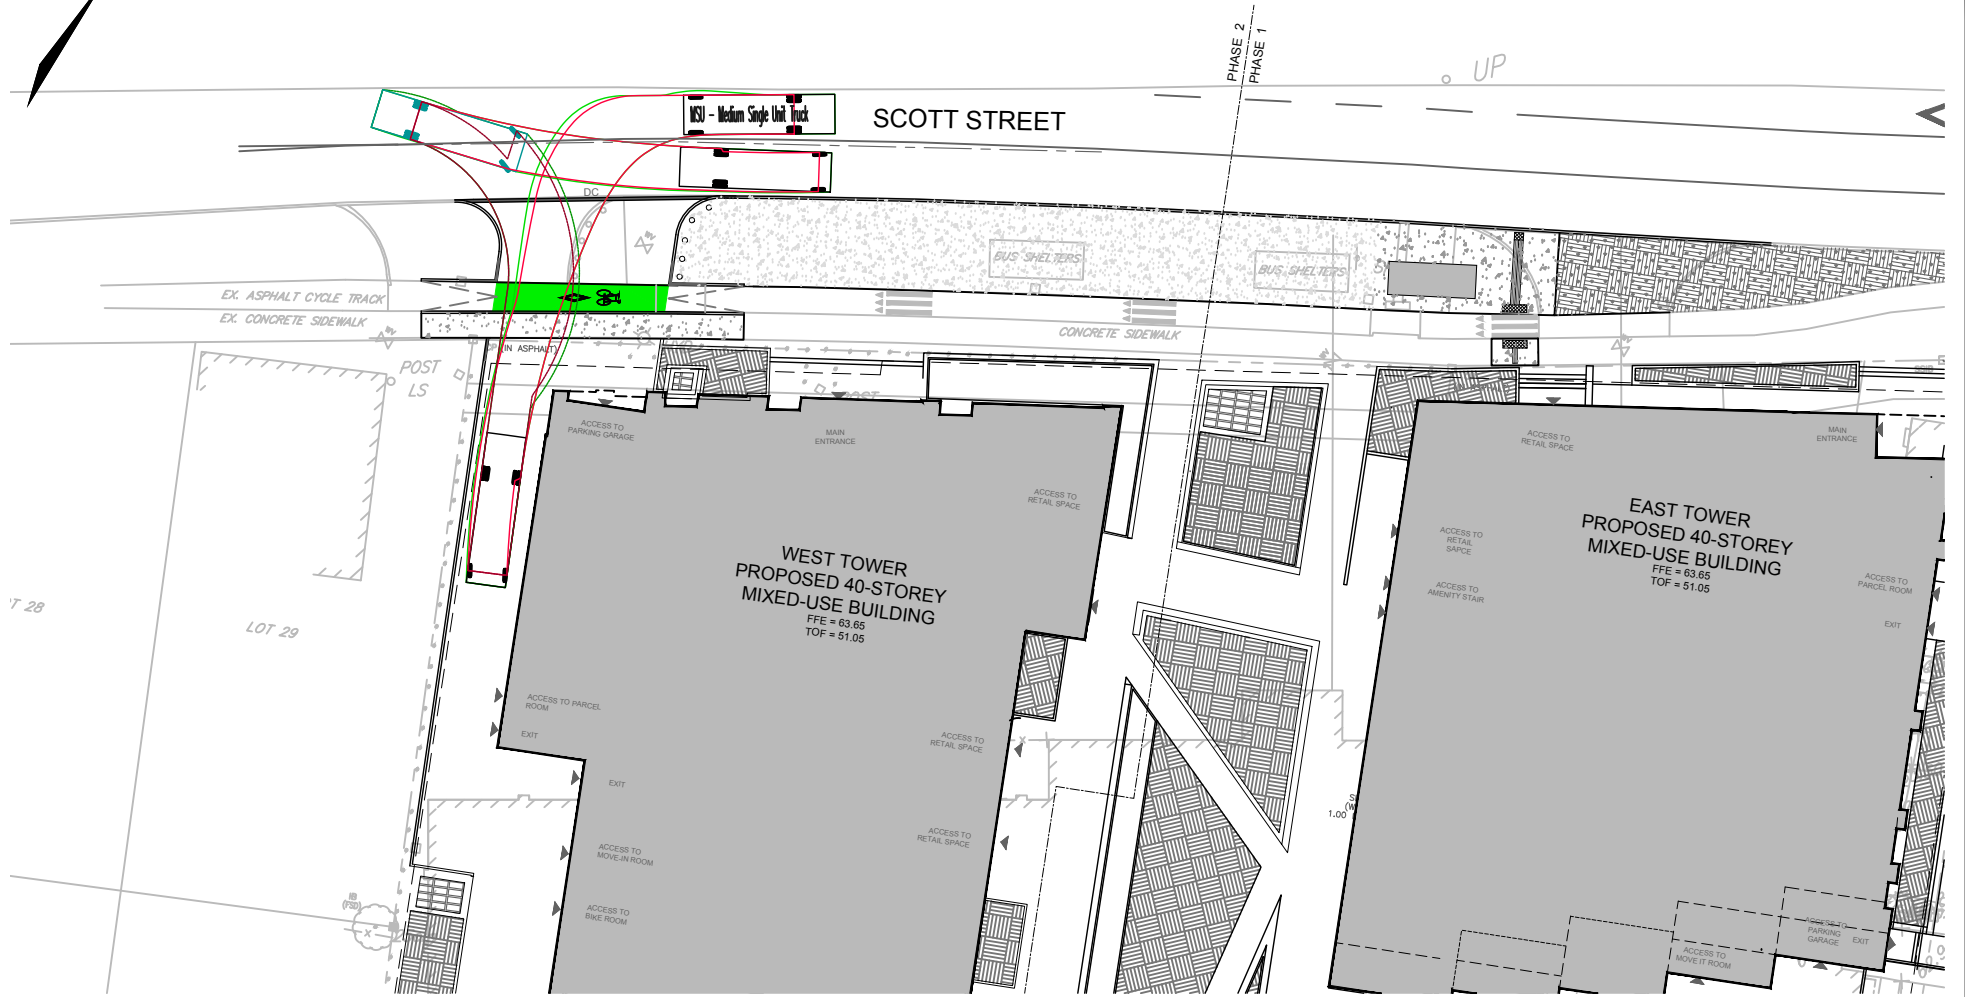 PHASE 2
PHASE 1
UP
MSU - Medium Single Unit Truck
SCOTT STREET
DC
BUS SHELTERS
BUS SHELTERS
EX. ASPHALT CYCLE TRACK
EX. CONCRETE SIDEWALK
CONCRETE SIDEWALK
(IN ASPHALT)
POST
LS
POST
ACCESS TO
PARKING GARAGE
MAIN
ENTRANCE
ACCESS TO
RETAIL SPACE
ACCESS TO
RETAIL SPACE
MAIN
ENTRANCE
WEST TOWER
PROPOSED 40-STOREY
MIXED-USE BUILDING
FFE = 63.65
TOF = 51.05
EAST TOWER
PROPOSED 40-STOREY
MIXED-USE BUILDING
FFE = 63.65
TOF = 51.05
ACCESS TO
RETAIL
SAPCE
ACCESS TO
AMENITY STAIR
ACCESS TO
PARCEL ROOM
EXIT
T 28
LOT 29
ACCESS TO PARCEL
ROOM
EXIT
ACCESS TO
RETAIL SPACE
EXIT
1.00
ACCESS TO
RETAIL SPACE
ACCESS TO
MOVE-IN ROOM
ACCESS TO
BIKE ROOM
(FSD)
ACCESS TO
PARKING
GARAGE
EXIT
ACCESS TO
MOVE IT ROOM